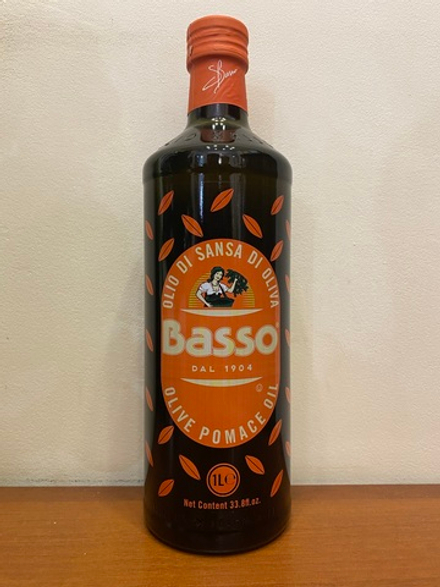 OLIO DI SANSA DI OLIVA
Basso
DAL 1904
OLIVE POMACE OIL
1L℮
Net Content 33.8fl.oz.